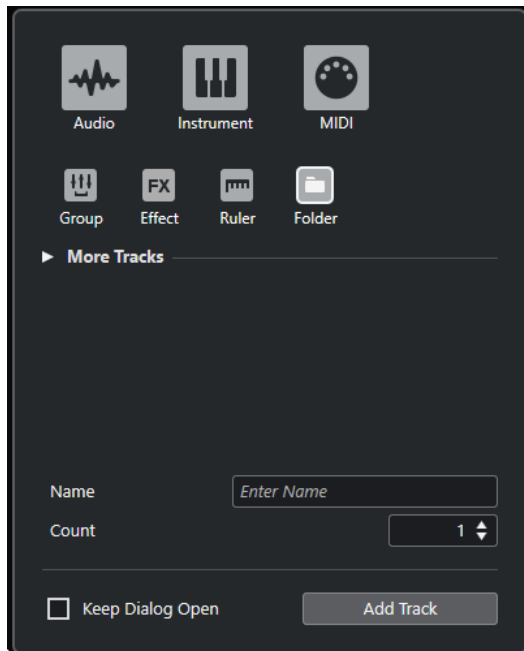 Audio Instrument MIDI
FX
Group Effect Ruler Folder
More Tracks
Name Enter Name
Count 1
Keep Dialog Open Add Track